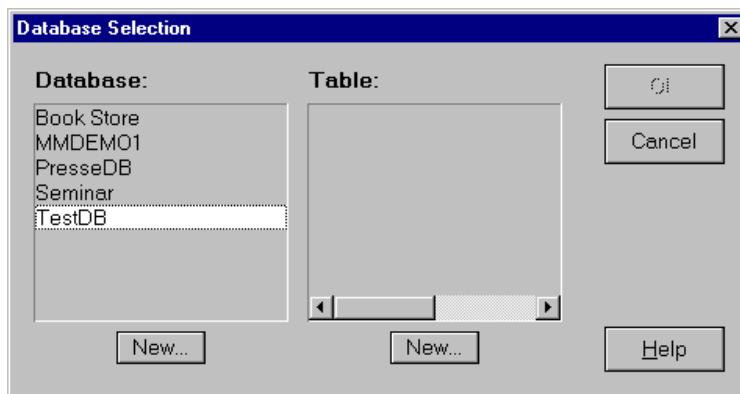 Database Selection
Database:
Table:
Book Store
MMDEMO1
PresseDB
Seminar
TestDB
New...
New...
Cancel
Help